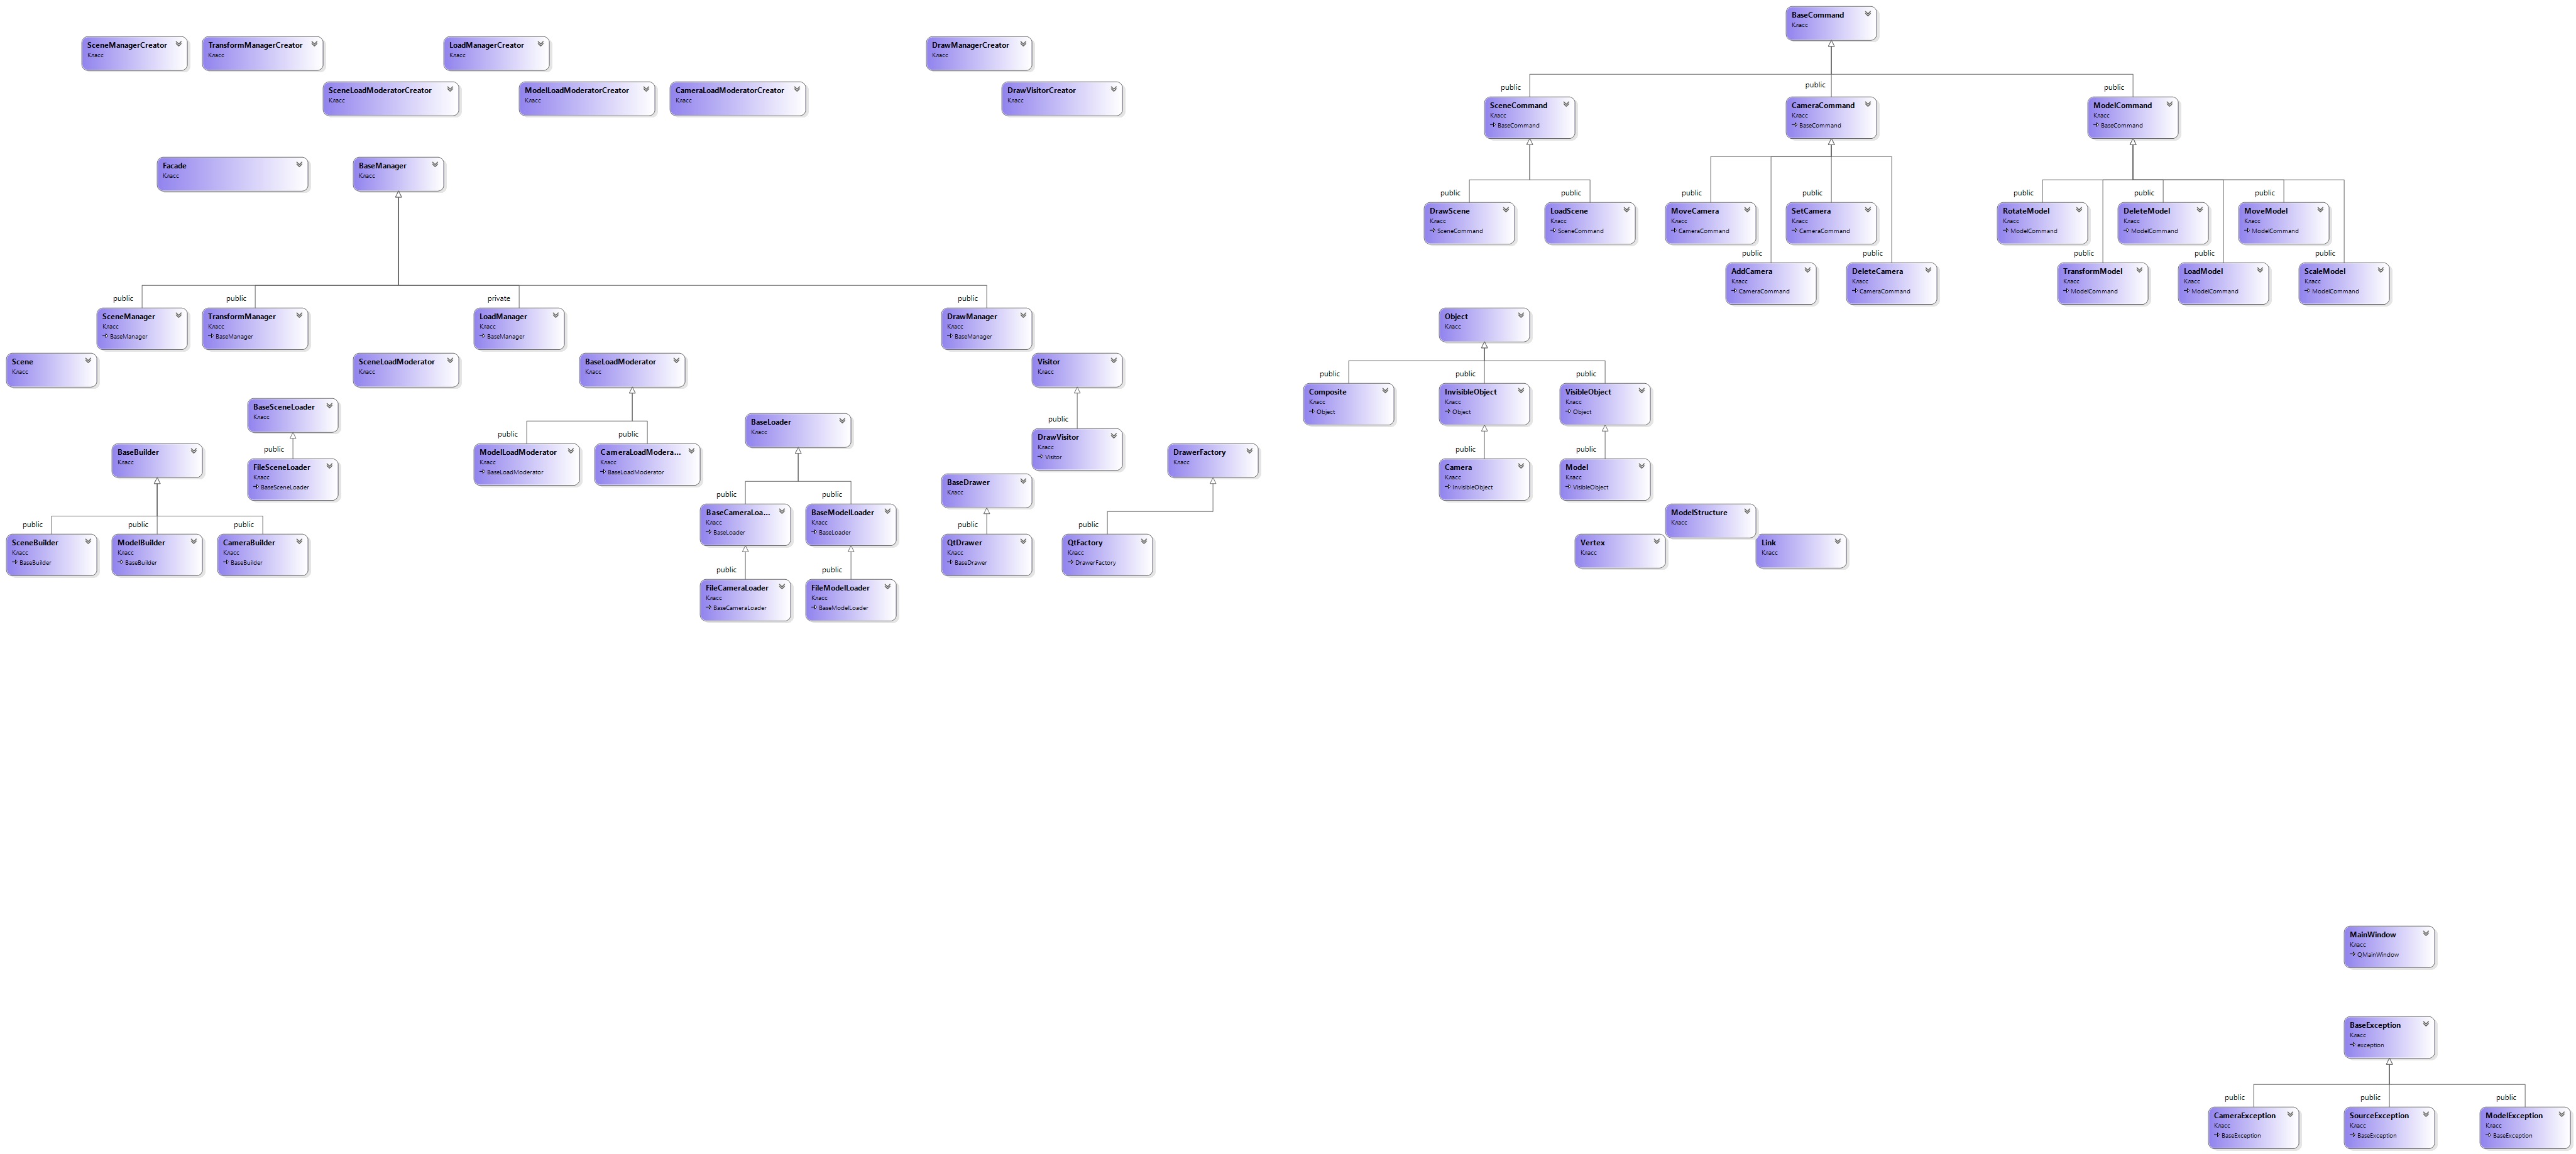 BaseCommand
Класс
SceneManagerCreator
Класс
TransformManagerCreator
Класс
LoadManagerCreator
Класс
DrawManagerCreator
Класс
SceneLoadModeratorCreator
Класс
ModelLoadModeratorCreator
Класс
CameraLoadModeratorCreator
Класс
DrawVisitorCreator
Класс
public
public
public
SceneCommand
Класс
BaseCommand
CameraCommand
Класс
BaseCommand
ModelCommand
Класс
BaseCommand
Facade
Класс
BaseManager
Класс
public
public
public
public
public
public
public
DrawScene
Класс
SceneCommand
LoadScene
Класс
SceneCommand
MoveCamera
Класс
CameraCommand
SetCamera
Класс
CameraCommand
RotateModel
Класс
ModelCommand
DeleteModel
Класс
ModelCommand
MoveModel
Класс
ModelCommand
public
public
public
public
public
AddCamera
Класс
CameraCommand
DeleteCamera
Класс
CameraCommand
TransformModel
Класс
ModelCommand
LoadModel
Класс
ModelCommand
ScaleModel
Класс
ModelCommand
public
public
private
public
SceneManager
Класс
BaseManager
TransformManager
Класс
BaseManager
LoadManager
Класс
BaseManager
DrawManager
Класс
BaseManager
Object
Класс
Scene
Класс
SceneLoadModerator
Класс
BaseLoadModerator
Класс
Visitor
Класс
public
public
public
Composite
Класс
Object
InvisibleObject
Класс
Object
VisibleObject
Класс
Object
BaseSceneLoader
Класс
BaseLoader
Класс
public
public
public
public
DrawVisitor
Класс
Visitor
BaseBuilder
Класс
FileSceneLoader
Класс
BaseSceneLoader
ModelLoadModerator
Класс
BaseLoadModerator
CameraLoadModera...
Класс
BaseLoadModerator
DrawerFactory
Класс
public
public
Camera
Класс
InvisibleObject
Model
Класс
VisibleObject
BaseDrawer
Класс
public
public
BaseCameraLoa...
Класс
BaseLoader
BaseModelLoader
Класс
BaseLoader
ModelStructure
Класс
public
public
public
public
public
SceneBuilder
Класс
BaseBuilder
ModelBuilder
Класс
BaseBuilder
CameraBuilder
Класс
BaseBuilder
QtDrawer
Класс
BaseDrawer
QtFactory
Класс
DrawerFactory
Vertex
Класс
Link
Класс
public
public
FileCameraLoader
Класс
BaseCameraLoader
FileModelLoader
Класс
BaseModelLoader
MainWindow
Класс
QMainWindow
BaseException
Класс
exception
public
public
public
CameraException
Класс
BaseException
SourceException
Класс
BaseException
ModelException
Класс
BaseException